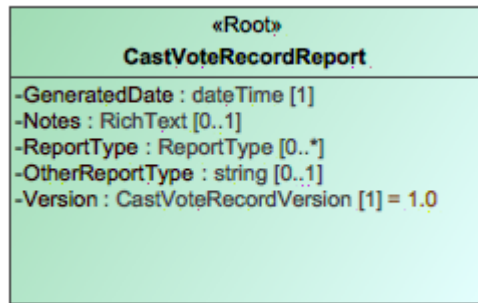 «Root»
CastVoteRecordReport
-GeneratedDate : dateTime [1]
-Notes : RichText [0..1]
-ReportType : ReportType [0..*]
-OtherReportType : string [0..1]
-Version : CastVoteRecordVersion [1] = 1.0